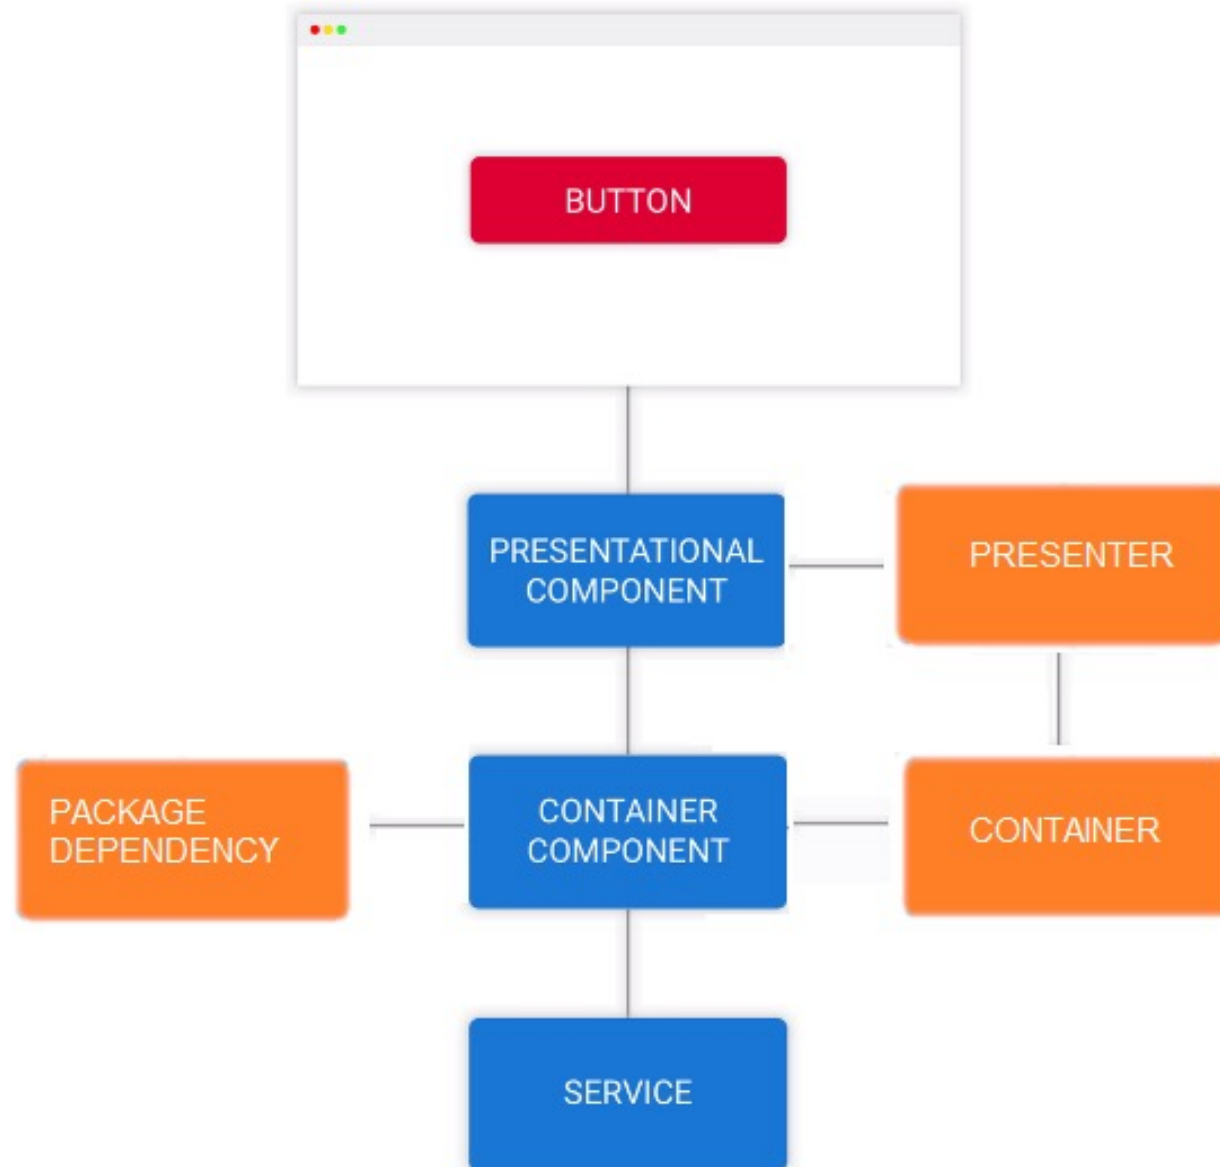 BUTTON
PRESENTATIONAL
COMPONENT
PRESENTER
PACKAGE
DEPENDENCY
CONTAINER
COMPONENT
CONTAINER
SERVICE